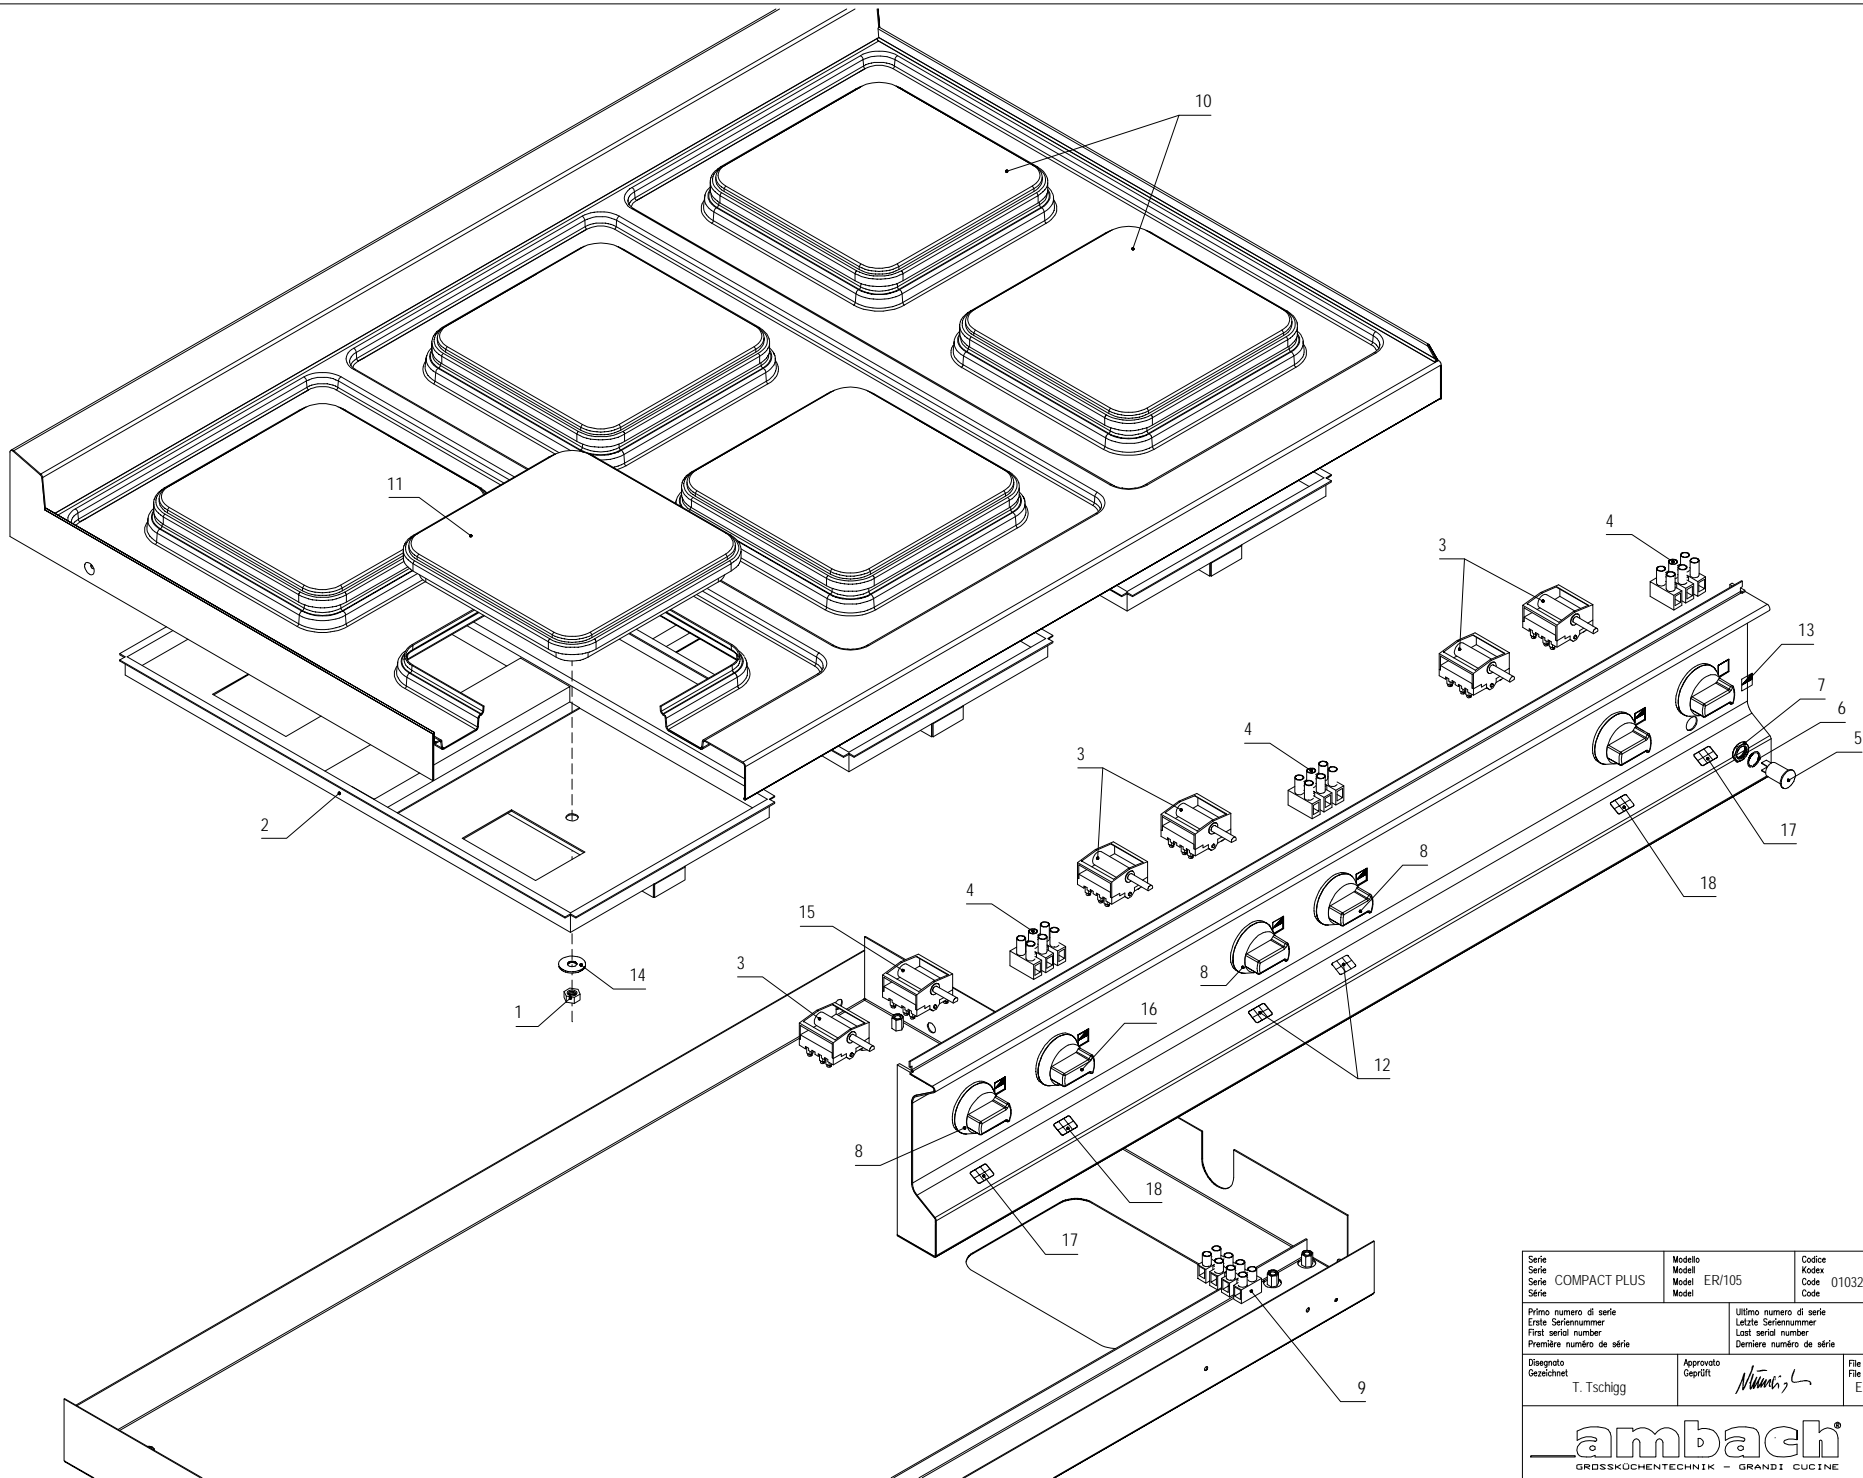 10
11
4
3
13
7
6
5
4
3
2
17
8
18
4
15
14
3
8
1
16
12
8
18
17
9
Serie
Serie
Serie COMPACT PLUS
Série
Modello
Modell
Model ER/105
Model
Codice
Kodex
Code 01032
Code
Primo numero di serie
Erste Seriennummer
First serial number
Première numéro de série
Ultimo numero di serie
Letzte Seriennummer
Last serial number
Derniere numéro de série
Disegnato
Gezeichnet
T. Tschigg
Approvato
Geprüft
File
File
E
ambach®
GROSSKÜCHENTECHNIK – GRANDI CUCINE